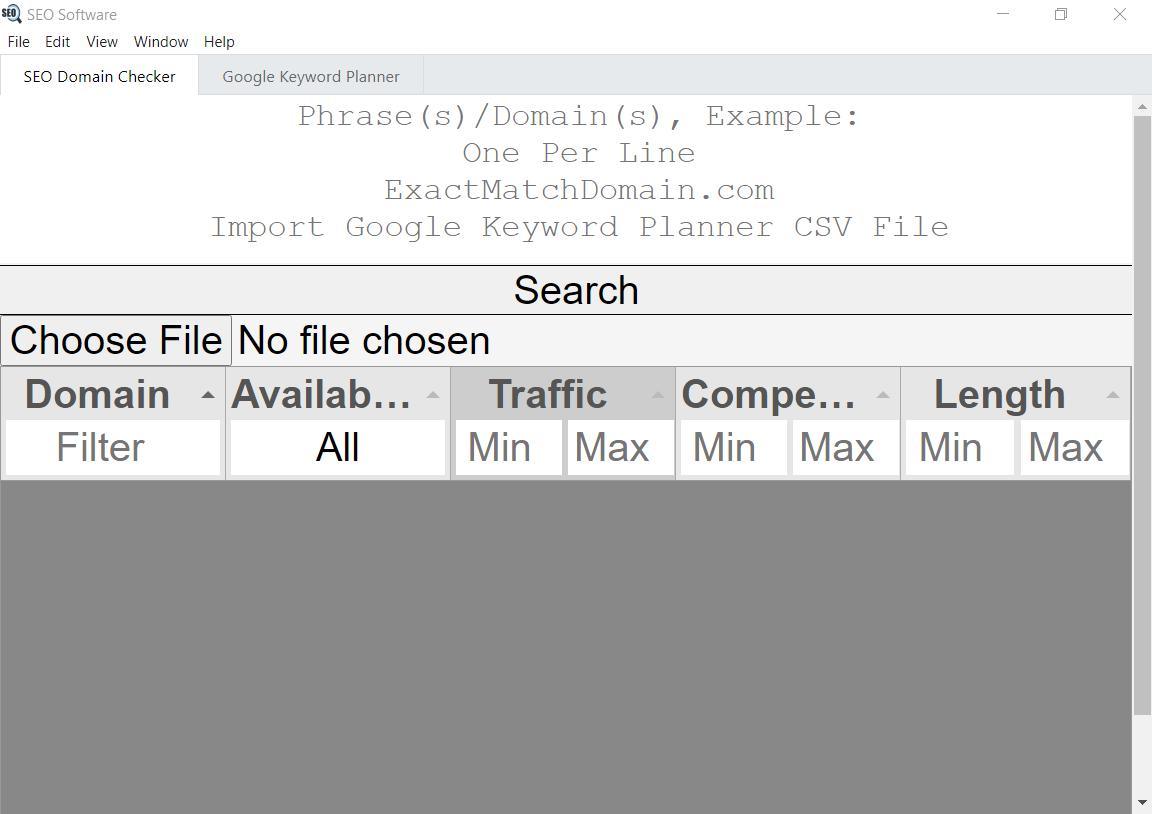 SEO SEO Software
File Edit View Window Help
SEO Domain Checker Google Keyword Planner
Phrase(s)/Domain(s), Example:
One Per Line
ExactMatchDomain.com
Import Google Keyword Planner CSV File
Search
Choose File No file chosen
Domain Availab... Traffic Compe... Length
Filter All Min Max Min Max Min Max